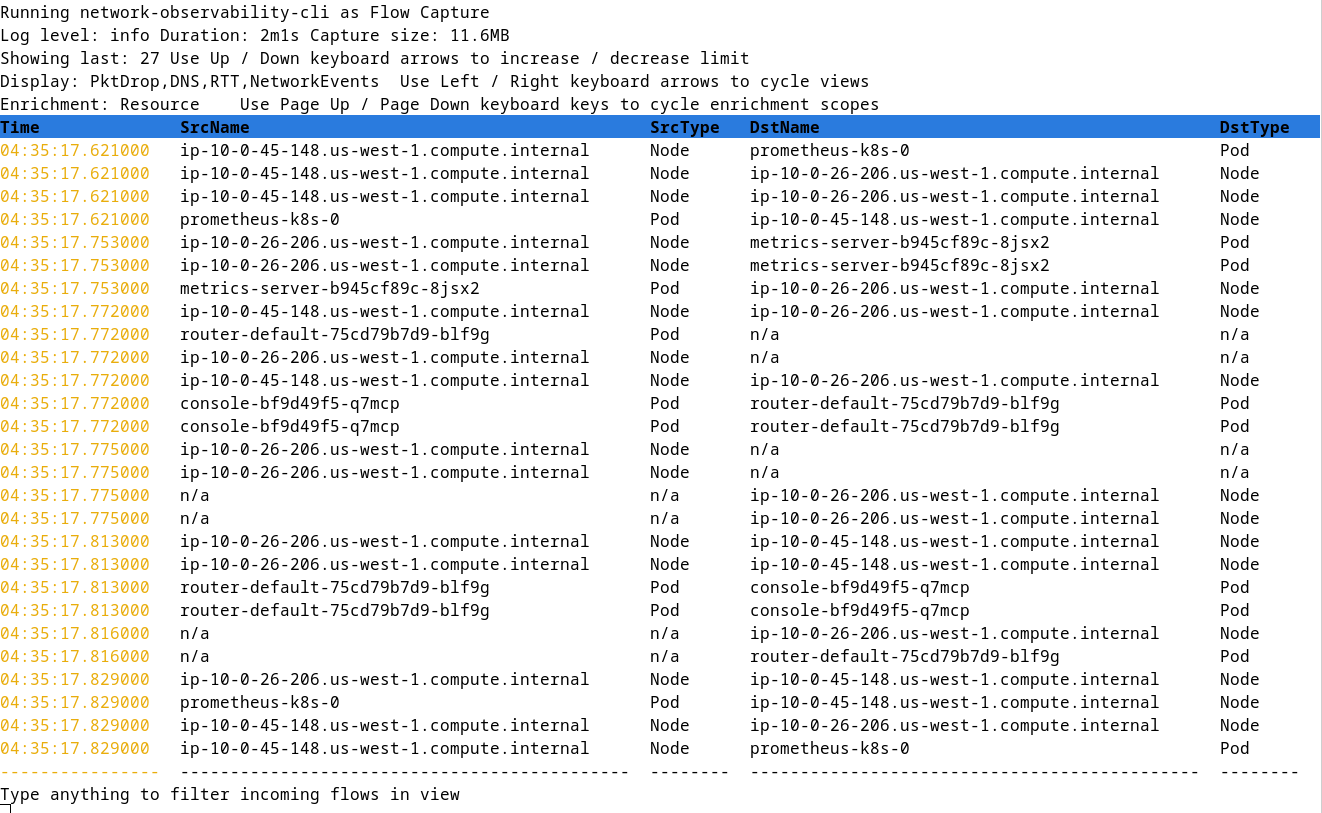 Running network-observability-cli as Flow Capture
Log level: info Duration: 2m1s Capture size: 11.6MB
Showing last: 27 Use Up / Down keyboard arrows to increase / decrease limit
Display: PktDrop,DNS,RTT,NetworkEvents  Use Left / Right keyboard arrows to cycle views
Enrichment: Resource    Use Page Up / Page Down keyboard keys to cycle enrichment scopes
Time SrcName SrcType DstName DstType
04:35:17.621000 ip-10-0-45-148.us-west-1.compute.internal Node prometheus-k8s-0 Pod
04:35:17.621000 ip-10-0-45-148.us-west-1.compute.internal Node ip-10-0-26-206.us-west-1.compute.internal Node
04:35:17.621000 ip-10-0-45-148.us-west-1.compute.internal Node ip-10-0-26-206.us-west-1.compute.internal Node
04:35:17.621000 prometheus-k8s-0 Pod ip-10-0-45-148.us-west-1.compute.internal Node
04:35:17.753000 ip-10-0-26-206.us-west-1.compute.internal Node metrics-server-b945cf89c-8jsx2 Pod
04:35:17.753000 ip-10-0-26-206.us-west-1.compute.internal Node metrics-server-b945cf89c-8jsx2 Pod
04:35:17.753000 metrics-server-b945cf89c-8jsx2 Pod ip-10-0-26-206.us-west-1.compute.internal Node
04:35:17.772000 ip-10-0-45-148.us-west-1.compute.internal Node ip-10-0-26-206.us-west-1.compute.internal Node
04:35:17.772000 router-default-75cd79b7d9-blf9g Pod n/a n/a
04:35:17.772000 ip-10-0-26-206.us-west-1.compute.internal Node n/a n/a
04:35:17.772000 ip-10-0-45-148.us-west-1.compute.internal Node ip-10-0-26-206.us-west-1.compute.internal Node
04:35:17.772000 console-bf9d49f5-q7mcp Pod router-default-75cd79b7d9-blf9g Pod
04:35:17.772000 console-bf9d49f5-q7mcp Pod router-default-75cd79b7d9-blf9g Pod
04:35:17.775000 ip-10-0-26-206.us-west-1.compute.internal Node n/a n/a
04:35:17.775000 ip-10-0-26-206.us-west-1.compute.internal Node n/a n/a
04:35:17.775000 n/a n/a ip-10-0-26-206.us-west-1.compute.internal Node
04:35:17.775000 n/a n/a ip-10-0-26-206.us-west-1.compute.internal Node
04:35:17.813000 ip-10-0-26-206.us-west-1.compute.internal Node ip-10-0-45-148.us-west-1.compute.internal Node
04:35:17.813000 ip-10-0-26-206.us-west-1.compute.internal Node ip-10-0-45-148.us-west-1.compute.internal Node
04:35:17.813000 router-default-75cd79b7d9-blf9g Pod console-bf9d49f5-q7mcp Pod
04:35:17.813000 router-default-75cd79b7d9-blf9g Pod console-bf9d49f5-q7mcp Pod
04:35:17.816000 n/a n/a ip-10-0-26-206.us-west-1.compute.internal Node
04:35:17.816000 n/a n/a router-default-75cd79b7d9-blf9g Pod
04:35:17.829000 ip-10-0-26-206.us-west-1.compute.internal Node ip-10-0-45-148.us-west-1.compute.internal Node
04:35:17.829000 prometheus-k8s-0 Pod ip-10-0-45-148.us-west-1.compute.internal Node
04:35:17.829000 ip-10-0-45-148.us-west-1.compute.internal Node ip-10-0-26-206.us-west-1.compute.internal Node
04:35:17.829000 ip-10-0-45-148.us-west-1.compute.internal Node prometheus-k8s-0 Pod
---------------- --------------------------------------------- -------- --------------------------------------------- --------
Type anything to filter incoming flows in view